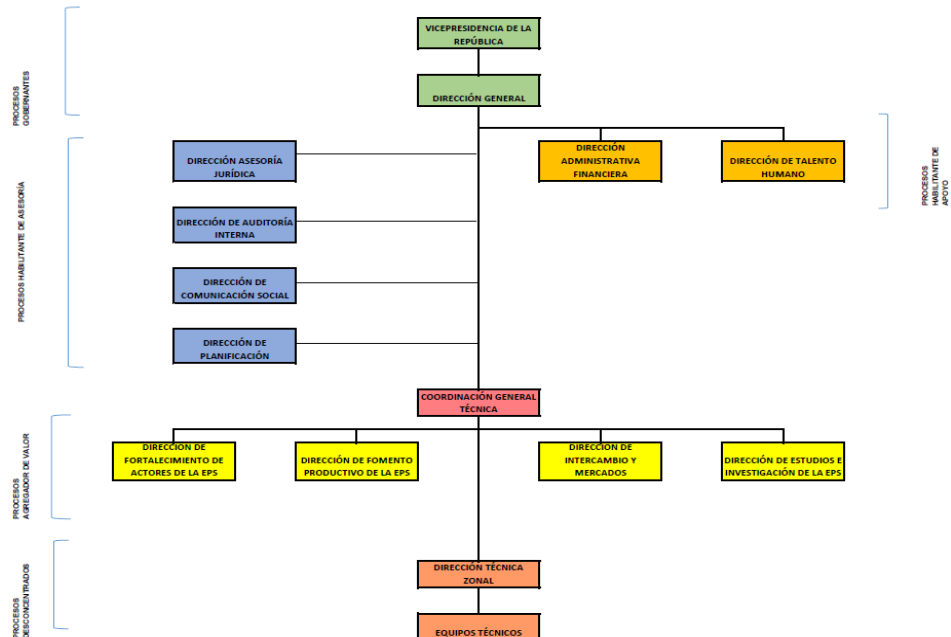 PROCESOS
GOBERNANTES
VICEPRESIDENCIA DE LA
REPÚBLICA
DIRECCIÓN GENERAL
PROCESOS HABILITANTE DE ASESORÍA
DIRECCIÓN ASESORÍA
JURÍDICA
DIRECCIÓN DE AUDITORÍA
INTERNA
DIRECCIÓN DE
COMUNICACIÓN SOCIAL
DIRECCIÓN DE
PLANIFICACIÓN
DIRECCIÓN
ADMINISTRATIVA
FINANCIERA
DIRECCIÓN DE TALENTO
HUMANO
PROCESOS
HABILITANTE DE
APOYO
COORDINACIÓN GENERAL
TÉCNICA
PROCESOS
AGREGADOR DE VALOR
DIRECCIÓN DE
FORTALECIMIENTO DE
ACTORES DE LA EPS
DIRECCIÓN DE FOMENTO
PRODUCTIVO DE LA EPS
DIRECCIÓN DE
INTERCAMBIO Y
MERCADOS
DIRECCIÓN DE ESTUDIOS E
INVESTIGACIÓN DE LA EPS
PROCESOS
DESCONCENTRADOS
DIRECCIÓN TÉCNICA
ZONAL
EQUIPOS TÉCNICOS